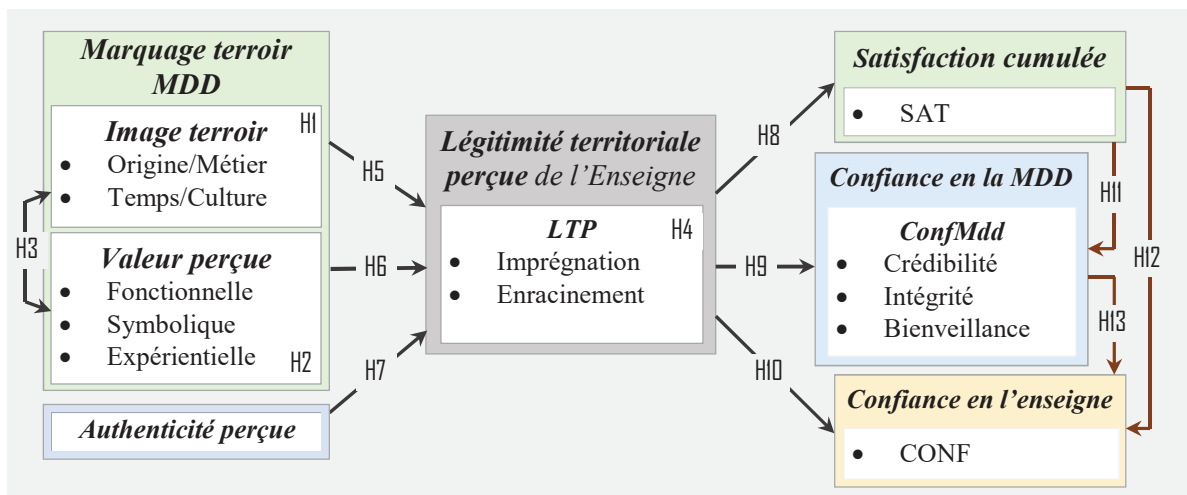 Marquage terroir
MDD
Image terroir
H1
• Origine/Métier
• Temps/Culture
H3
Valeur perçue
• Fonctionnelle
• Symbolique
• Expérientielle
H2
Authenticité perçue
H5
H6
H7
Légitimité territoriale
perçue de l’Enseigne
LTP
H4
• Imprégnation
• Enracinement
H8
H9
H10
Satisfaction cumulée
• SAT
Confiance en la MDD
ConfMdd
• Crédibilité
• Intégrité
• Bienveillance
Confiance en l’enseigne
• CONF
H11
H12
H13